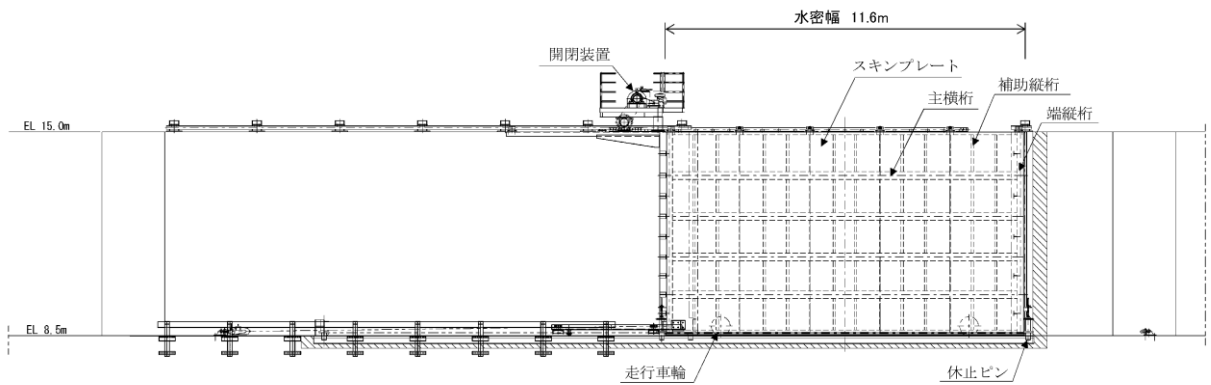 水密幅 11.6m
開閉装置
スキンプレート
補助縦桁
主横桁
端縦桁
EL 15.0m
EL 8.5m
走行車輪
休止ピン